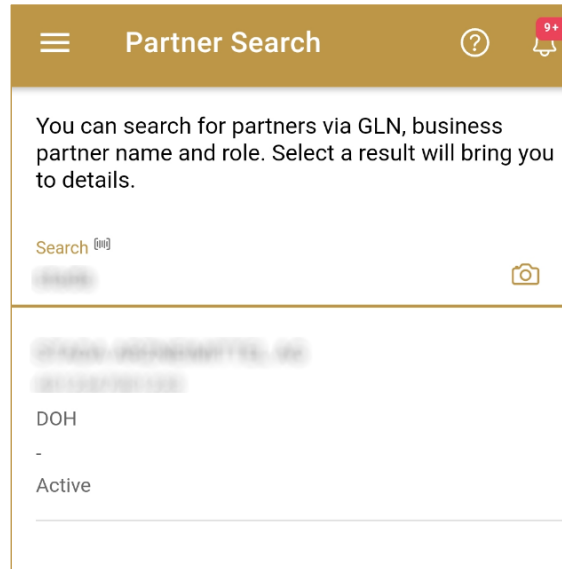 Partner Search
9+
You can search for partners via GLN, business
partner name and role. Select a result will bring you
to details.
Search
DOH
-
Active